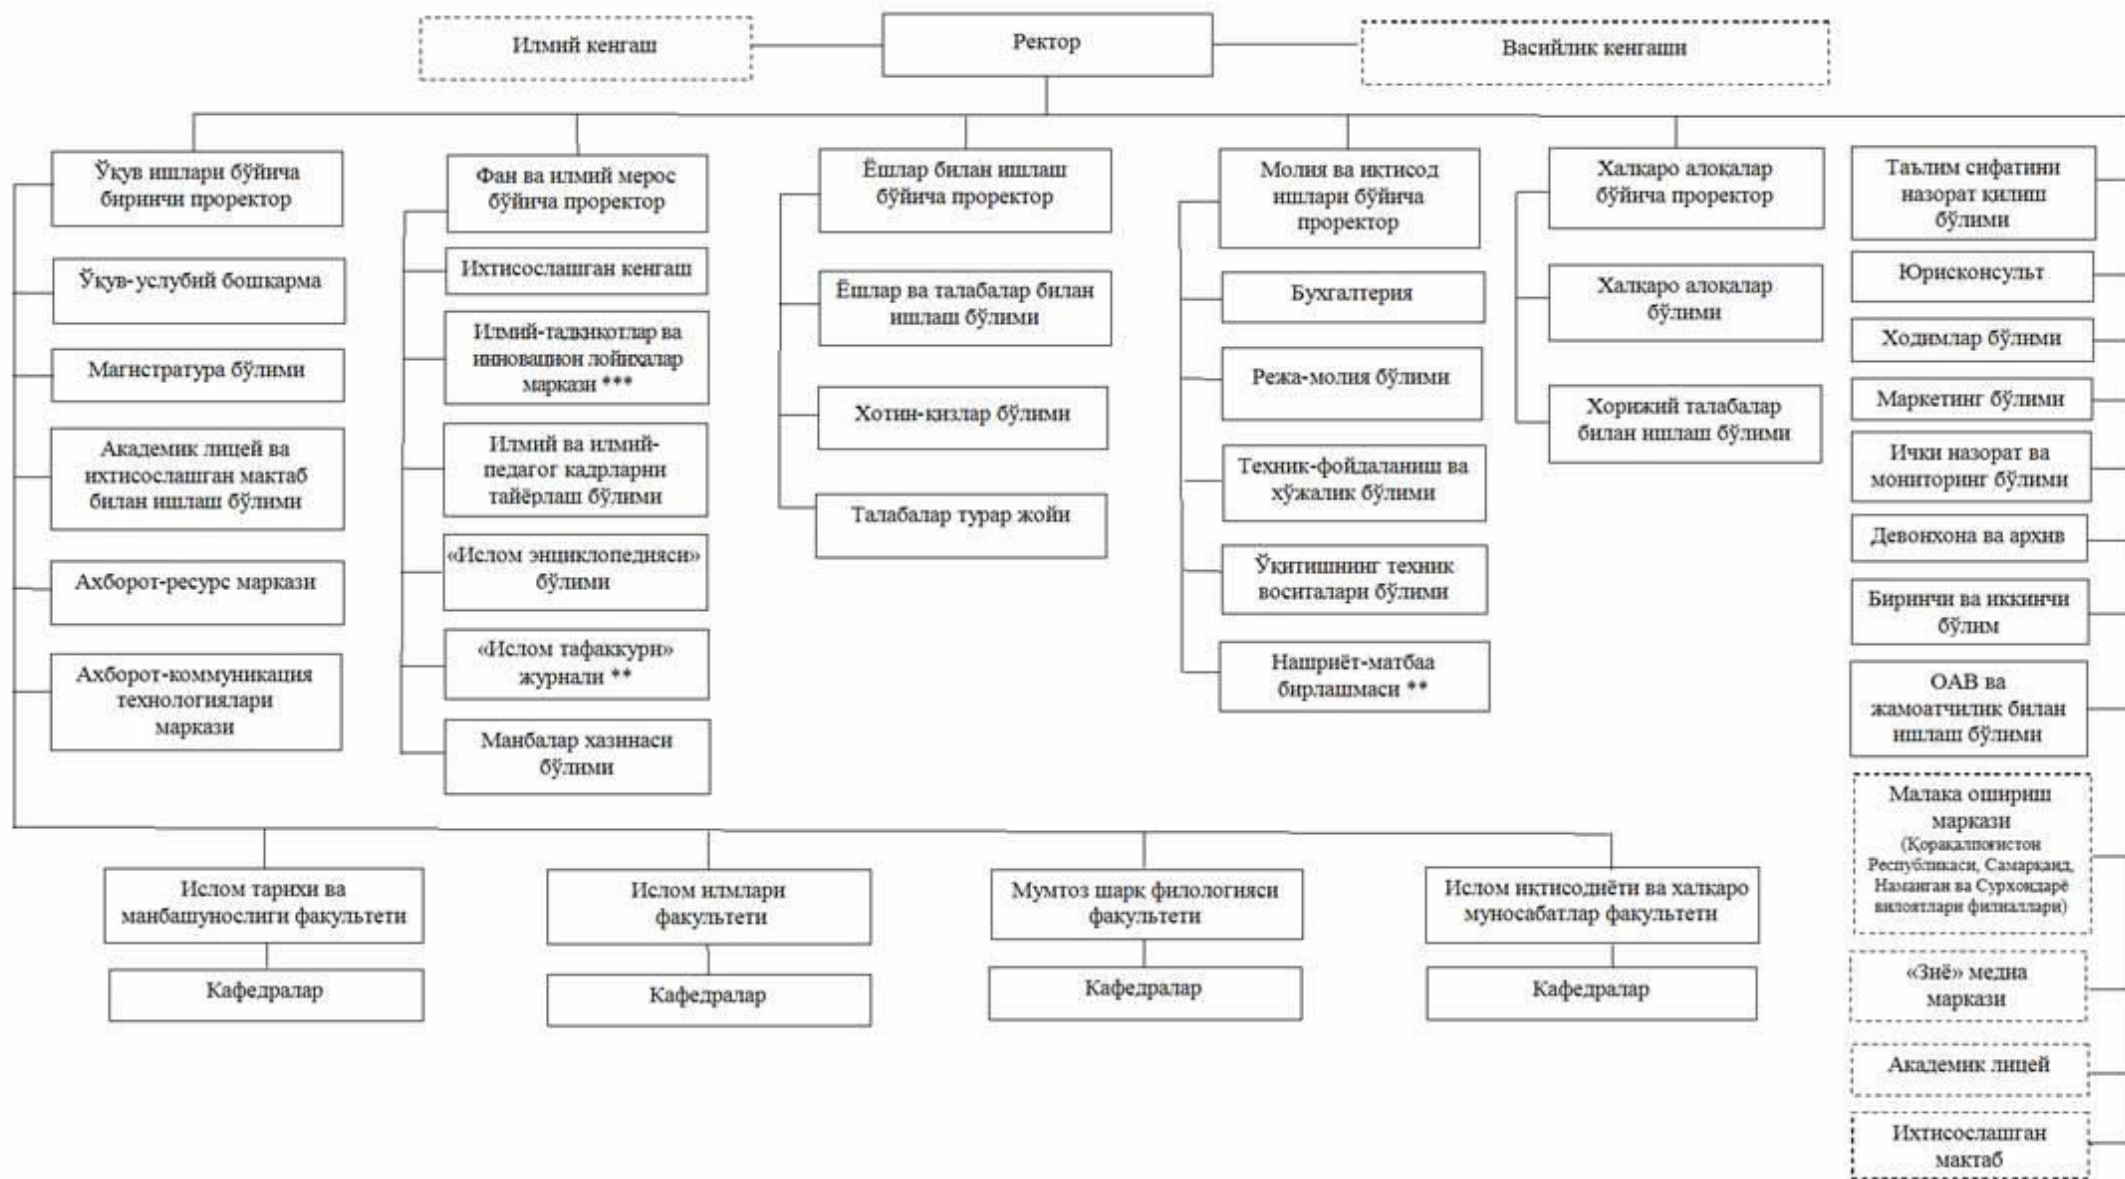 Илмий кенгаш
Ректор
Васийлик кенгаши
Ўқув ишлари бўйича
биринчи проректор
Ўқув-услубий бошқарма
Магистратура бўлими
Академик лицей ва
ихтисослашган мактаб
билан ишлаш бўлими
Ахборот-ресурс маркази
Ахборот-коммуникация
технологиялари
маркази
Фан ва илмий мерос
бўйича проректор
Ихтисослашган кенгаш
Илмий-тадқиқотлар ва
инновацион лойиҳалар
маркази ***
Илмий ва илмий-
педагог кадрларни
тайёрлаш бўлими
«Ислом энциклопедияси»
бўлими
«Ислом тафаккури»
журнали **
Манбалар хазинаси
бўлими
Ёшлар билан ишлаш
бўйича проректор
Ёшлар ва талабалар билан
ишлаш бўлими
Хотин-қизлар бўлими
Талабалар турар жойи
Молия ва иқтисод
ишлари бўйича
проректор
Бухгалтерия
Режа-молия бўлими
Техник-фойдаланиш ва
хўжалик бўлими
Ўқитишнинг техник
воситалари бўлими
Нашриёт-матбаа
бирлашмаси **
Халқаро алоқалар
бўйича проректор
Халқаро алоқалар
бўлими
Хорижий талабалар
билан ишлаш бўлими
Таълим сифатини
назорат қилиш
бўлими
Юрисконсульт
Ходимлар бўлими
Маркетинг бўлими
Ички назорат ва
мониторинг бўлими
Девонхона ва архив
Биринчи ва иккинчи
бўлим
ОАВ ва
жамоатчилик билан
ишлаш бўлими
Малака ошириш
маркази
(Қорақалпоғистон
Республикаси, Самарқанд,
Наманган ва Сурхондарё
вилоятлари филиаллари)
«Зиё» медиа
маркази
Академик лицей
Ихтисослашган
мактаб
Ислом тарихи ва
манбашунослиги факультети
Кафедралар
Ислом илмлари
факультети
Кафедралар
Мумтоз шарқ филологияси
факультети
Кафедралар
Ислом иқтисодиёти ва халқаро
муносабатлар факультети
Кафедралар